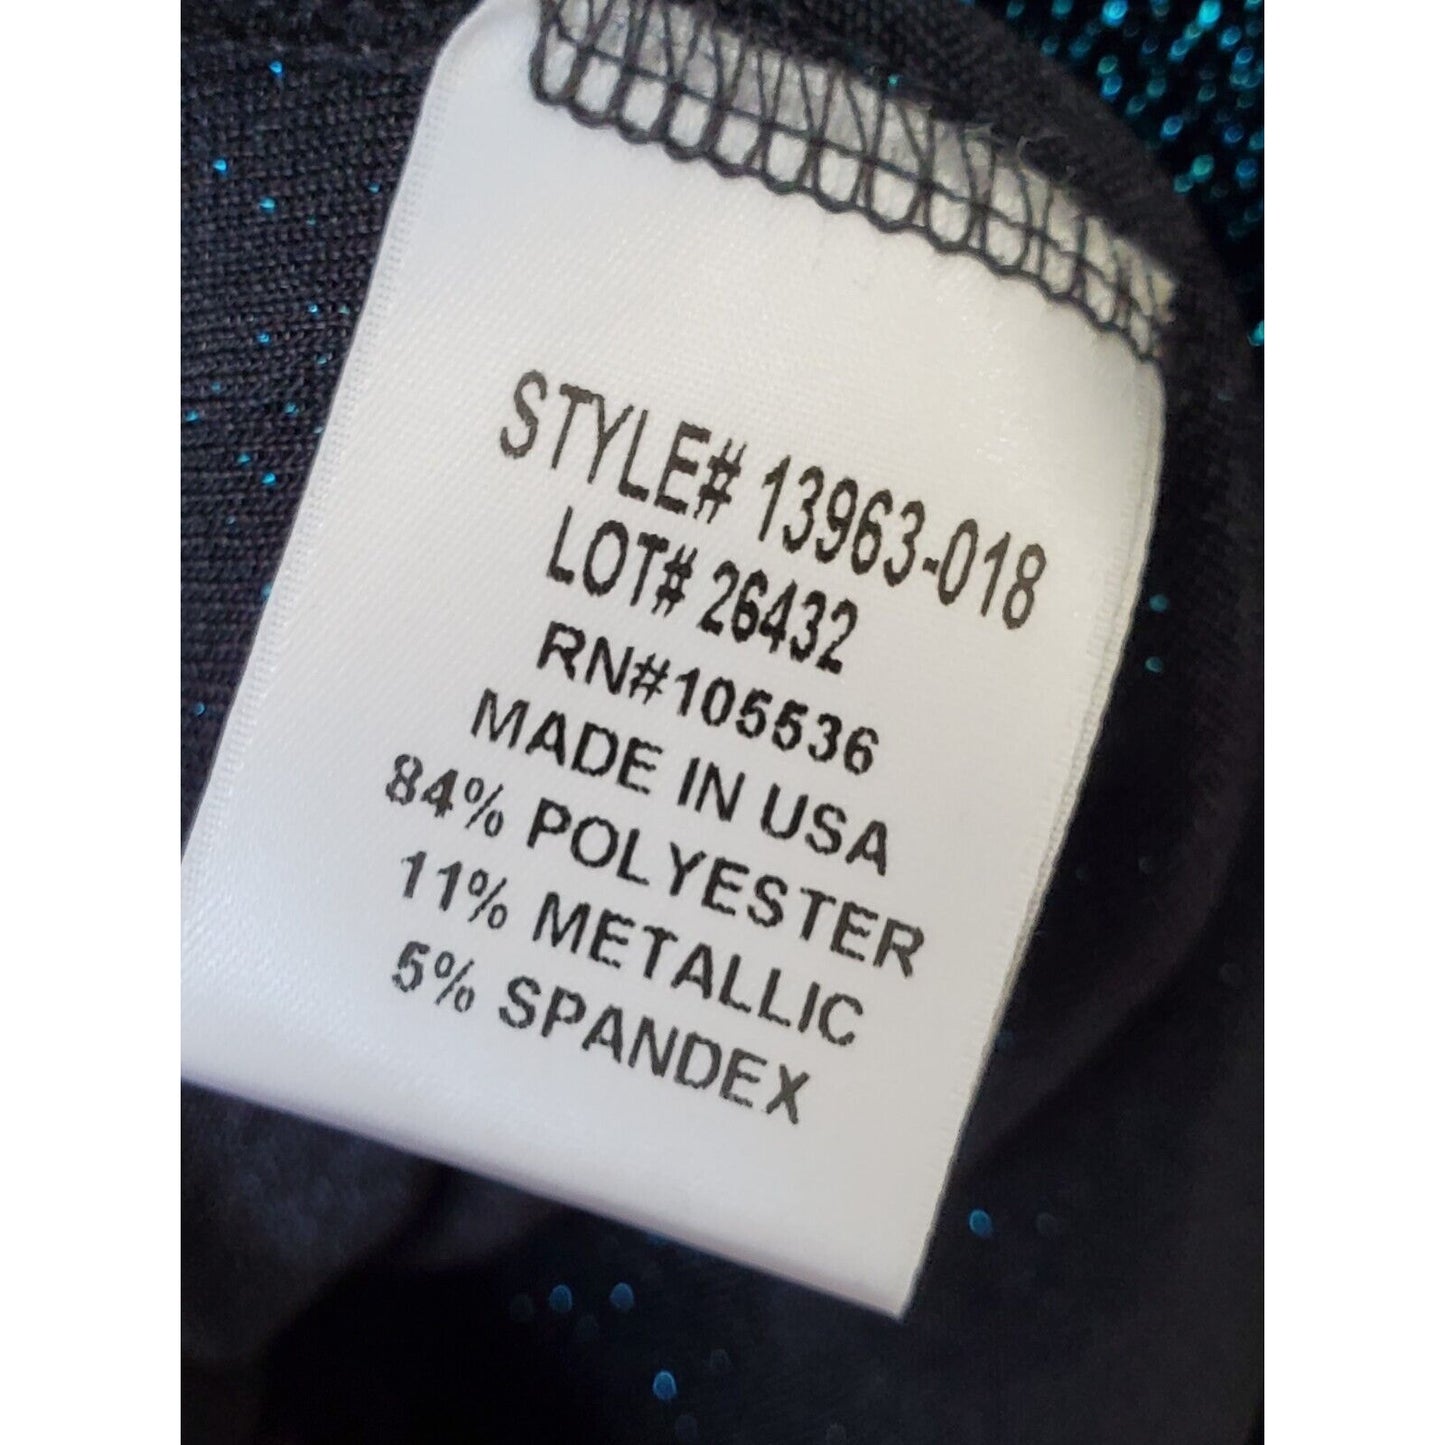 STYLE# 13963-018
LOT# 26432
RN#105536
MADE IN USA
84% POLYESTER
11% METALLIC
5% SPANDEX